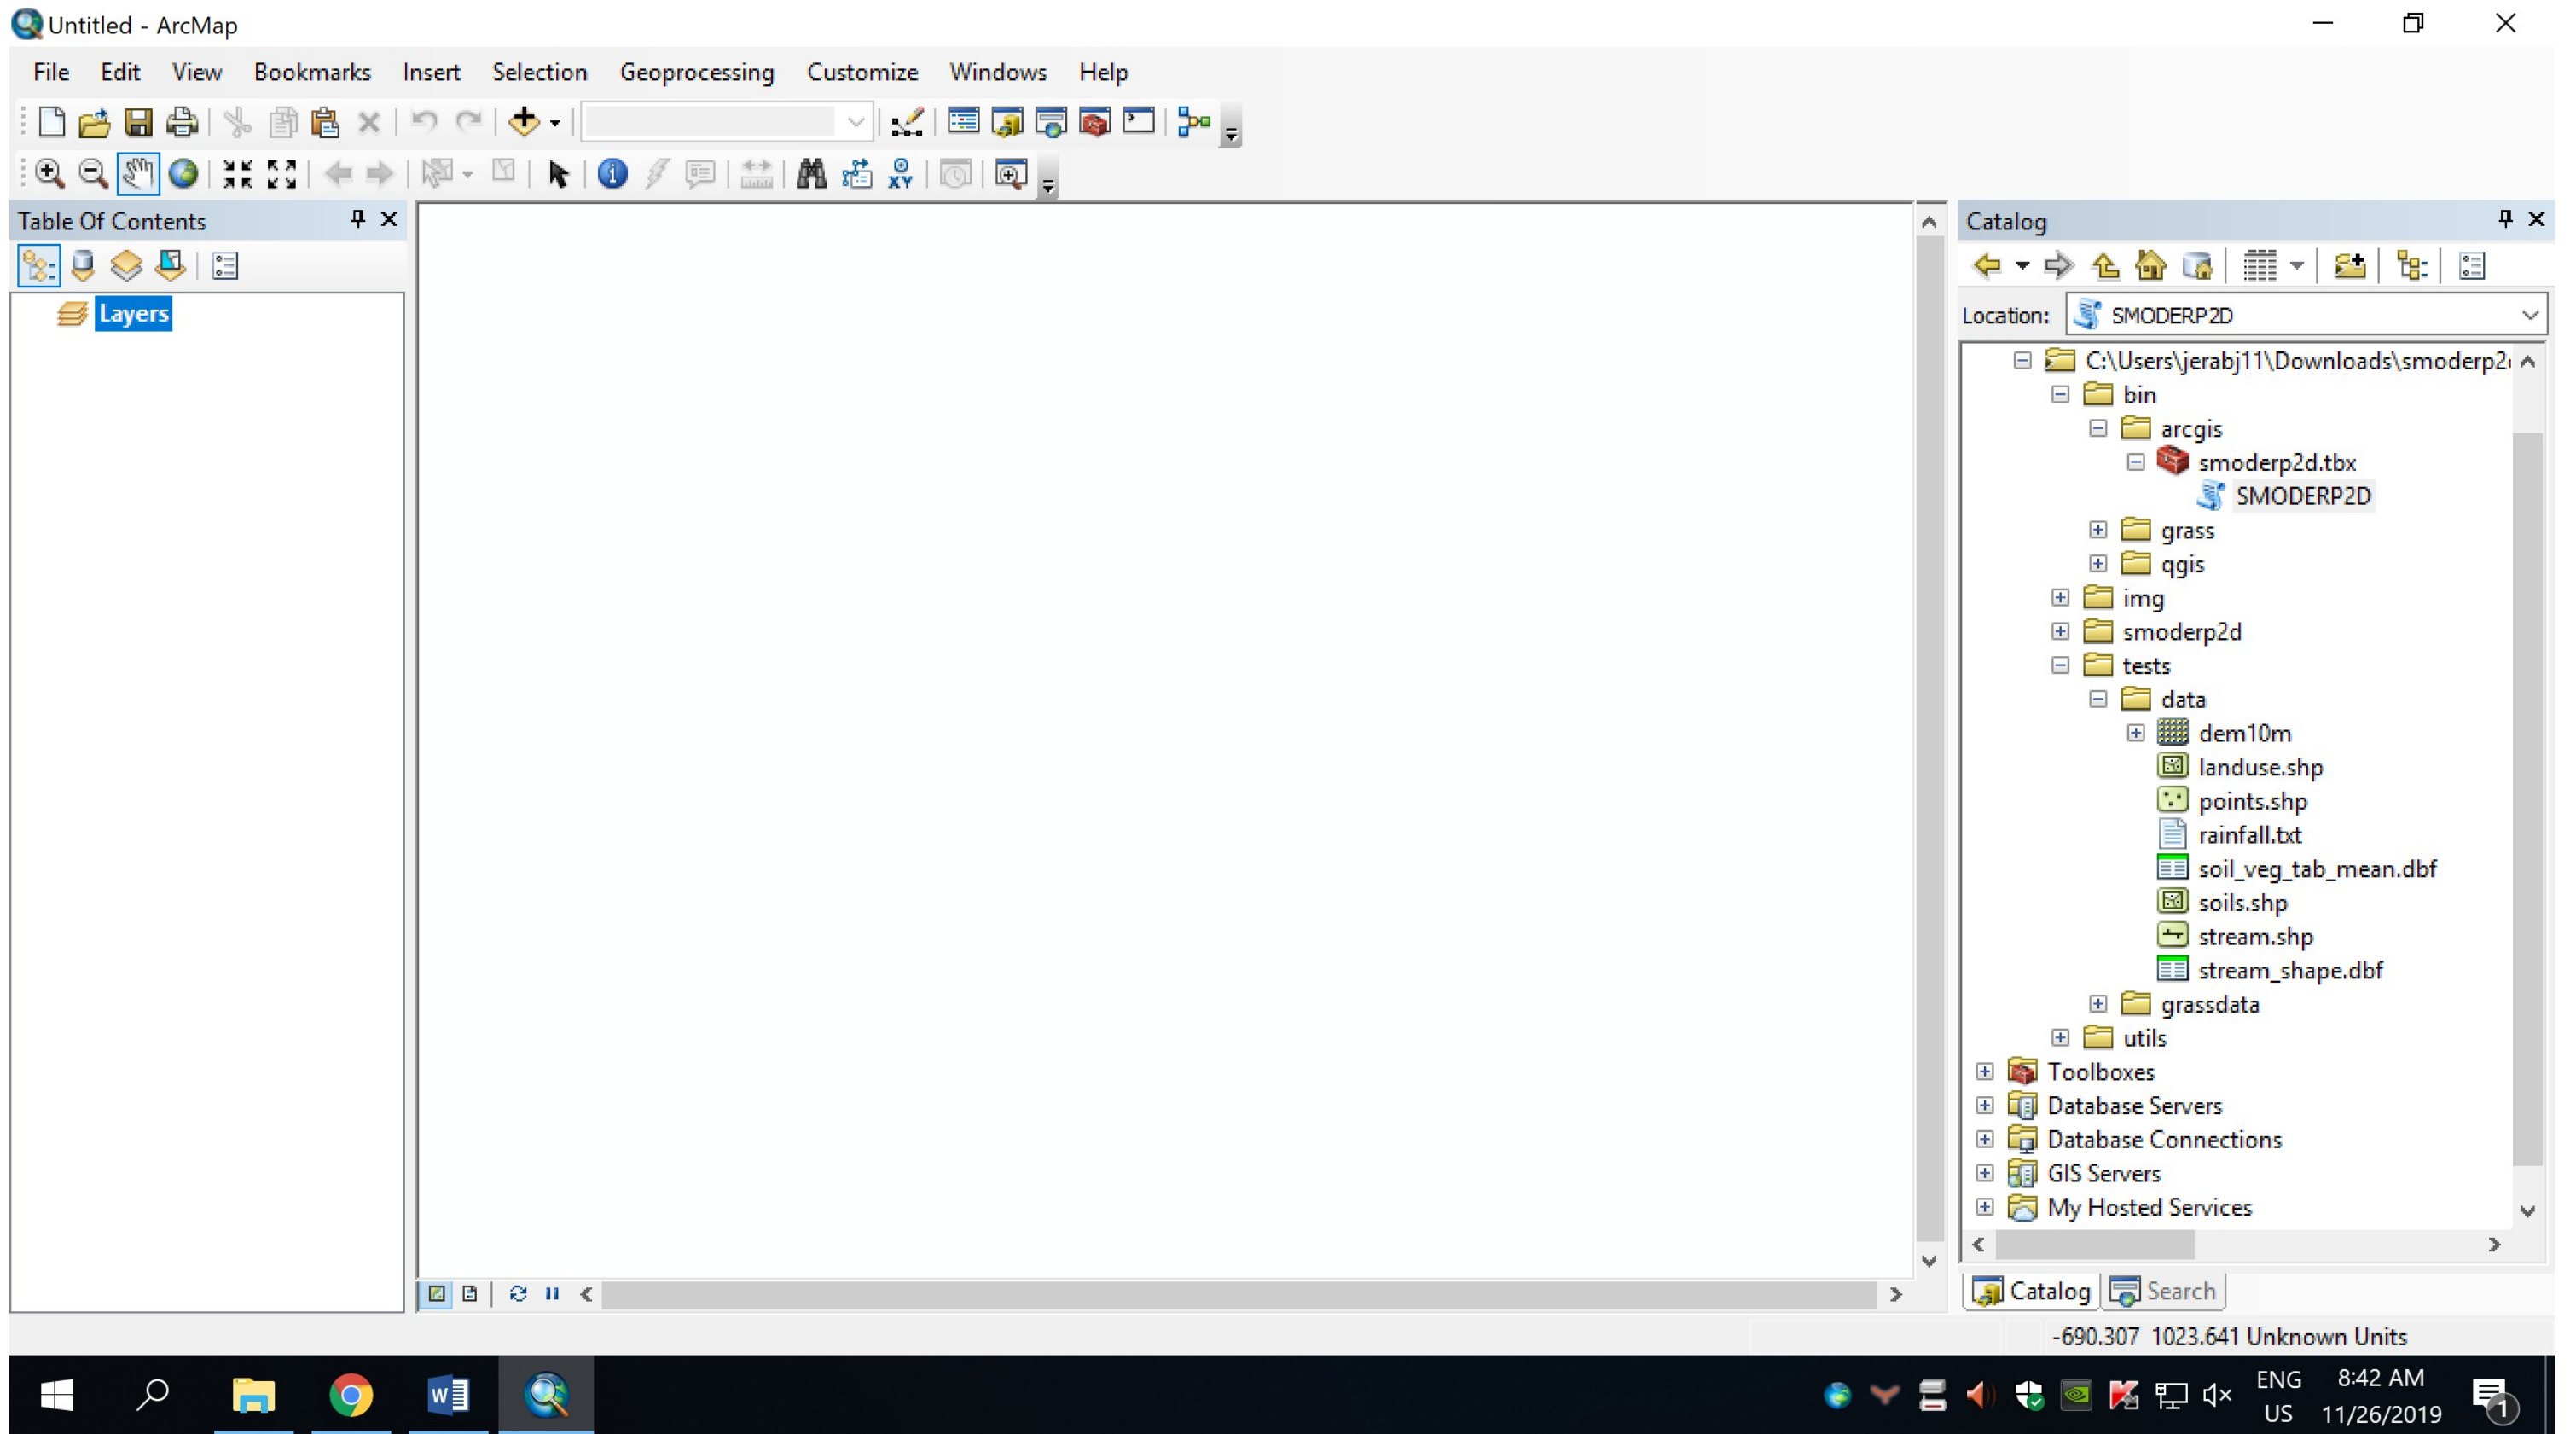 Untitled - ArcMap
File Edit View Bookmarks Insert Selection Geoprocessing Customize Windows Help
XY
Table Of Contents
Layers
Catalog
Location: SMODERP2D
C:\Users\jerabj11\Downloads\smoderp2
bin
arcgis
smoderp2d.tbx
SMODERP2D
grass
qgis
img
smoderp2d
tests
data
dem10m
landuse.shp
points.shp
rainfall.txt
soil_veg_tab_mean.dbf
soils.shp
stream.shp
stream_shape.dbf
grassdata
utils
Toolboxes
Database Servers
Database Connections
GIS Servers
My Hosted Services
Catalog Search
-690.307 1023.641 Unknown Units
ENG 8:42 AM
US 11/26/2019
1